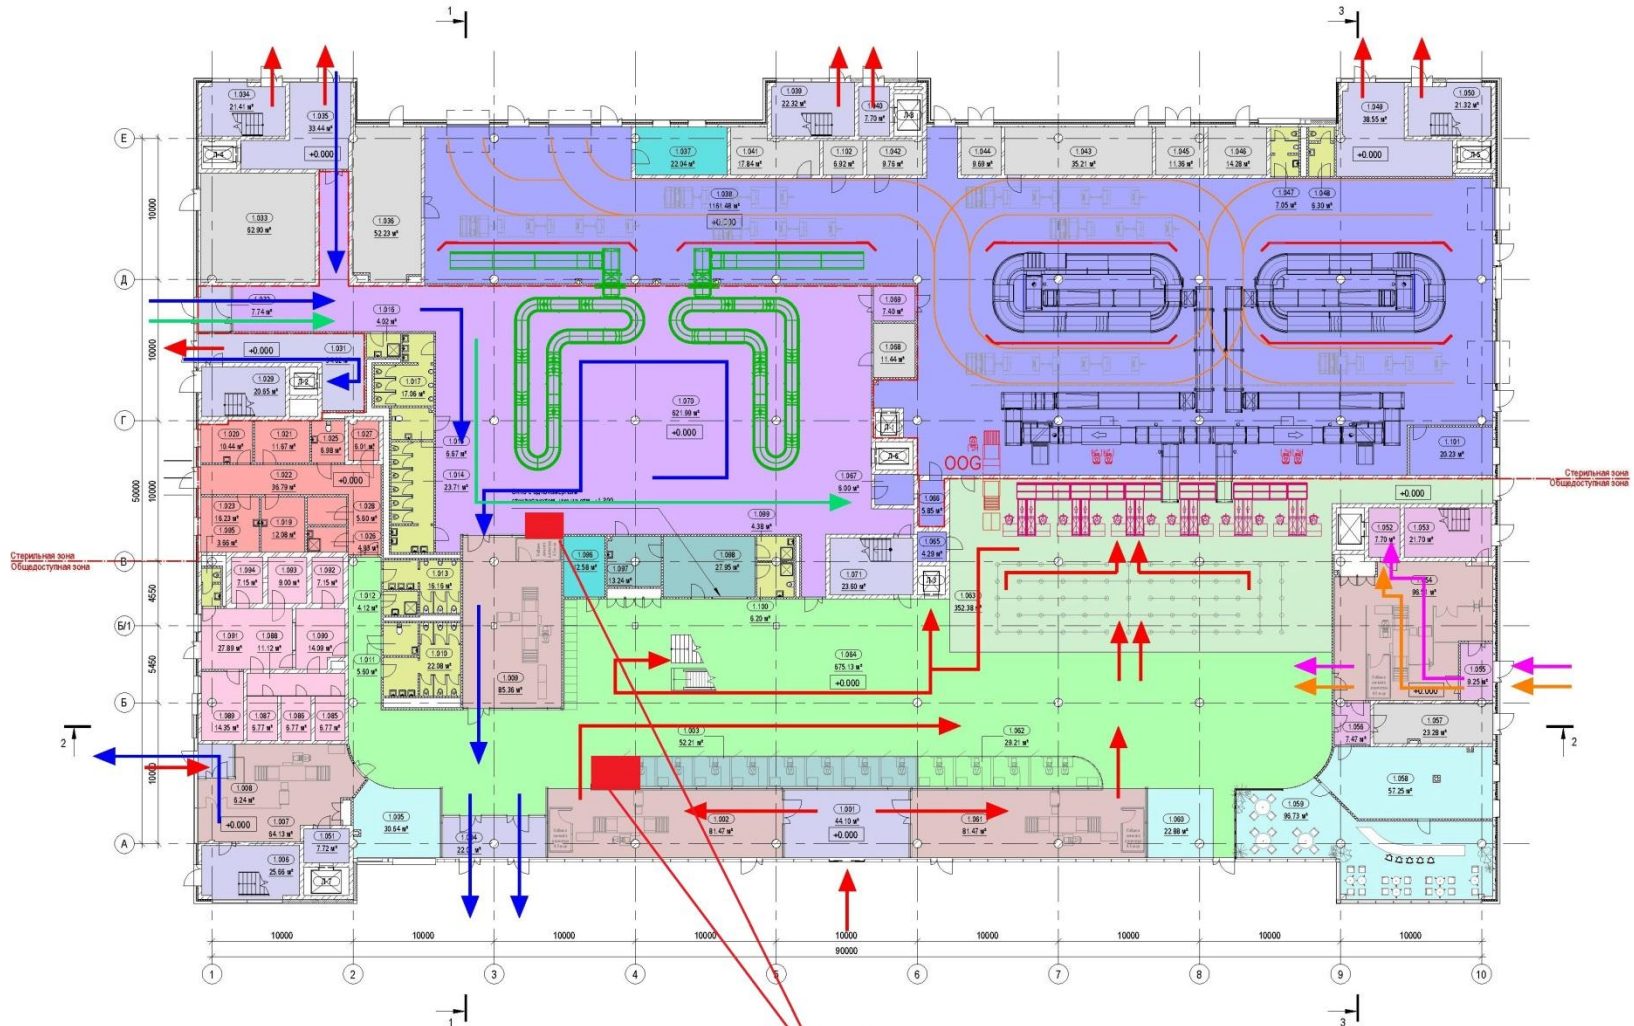 1
3
1.034
21.41 м²
1.035
33.44 м²
Л-4
+0.000
1.039
22.32 м²
1.040
7.70 м²
Л-8
1.049
38.55 м²
1.050
21.32 м²
Л-5
+0.000
Е
1.037
22.04 м²
1.041
17.84 м²
1.102
6.92 м²
1.042
9.76 м²
1.044
9.69 м²
1.043
35.21 м²
1.045
11.36 м²
1.046
14.28 м²
1.047
7.05 м²
1.048
6.30 м²
1.038
1161.48 м²
+0.000
1.033
62.90 м²
1.036
52.23 м²
10000
Д
7.74 м²
1.016
4.02 м²
1.069
7.40 м²
1.068
11.44 м²
+0.000
1.031
1.029
20.65 м²
Л-2
1.017
17.06 м²
10000
1.070
621.99 м²
+0.000
Г
Л-1
Л-6
OOG
1.101
20.23 м²
1.020
10.44 м²
1.021
11.67 м²
1.025
6.98 м²
1.027
6.01 м²
6.67 м²
1.014
23.71 м²
1.022
36.79 м²
+0.000
1.067
6.00 м²
1.066
5.85 м²
Стерильная зона
Общедоступная зона
+0.000
50000
10000
1.023
16.23 м²
1.019
12.08 м²
1.028
5.60 м²
1.026
3.66 м²
1.099
4.38 м²
1.065
4.29 м²
1.052
7.70 м²
1.053
21.70 м²
Стерильная зона
Общедоступная зона
В
1.094
7.15 м²
1.093
9.00 м²
1.092
7.15 м²
1.013
16.16 м²
1.012
4.12 м²
1.096
1.097
13.24 м²
1.098
27.95 м²
1.071
23.60 м²
Л-3
1.063
352.38 м²
4550
Б/1
1.100
6.20 м²
1.091
27.89 м²
1.088
11.12 м²
1.090
14.09 м²
1.011
5.60 м²
1.010
22.98 м²
1.009
85.36 м²
1.064
675.13 м²
+0.000
1.055
9.25 м²
+0.000
5450
Б
1.089
14.35 м²
1.087
6.77 м²
1.086
6.77 м²
1.085
6.77 м²
1.056
7.47 м²
1.057
23.28 м²
2
2
1.003
52.21 м²
1.062
29.21 м²
10000
1.008
6.24 м²
1.007
64.13 м²
+0.000
1.058
57.25 м²
1.005
30.64 м²
1.002
81.47 м²
1.001
44.10 м²
+0.000
1.061
81.47 м²
1.060
22.88 м²
1.059
96.73 м²
А
1.051
7.72 м²
1.006
25.66 м²
Л-7
10000
10000
10000
10000
10000
10000
10000
10000
10000
90000
1
2
3
4
5
6
7
8
9
10
1
3